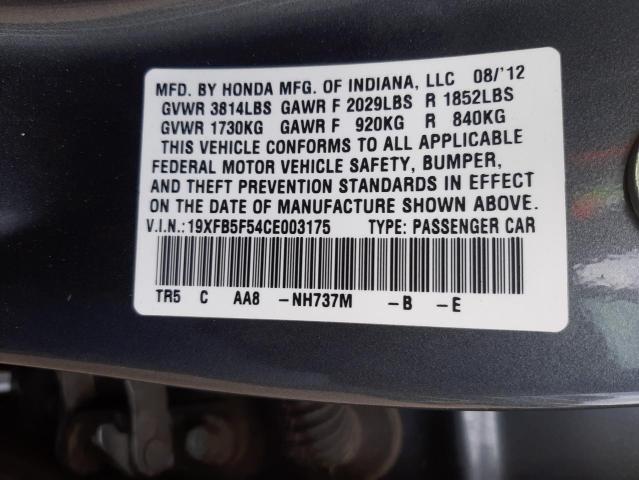 MFD. BY HONDA MFG. OF INDIANA, LLC 08/'12
GVWR 3814LBS GAWR F 2029LBS R 1852LBS
GVWR 1730KG GAWR F 920KG R 840KG
THIS VEHICLE CONFORMS TO ALL APPLICABLE
FEDERAL MOTOR VEHICLE SAFETY, BUMPER,
AND THEFT PREVENTION STANDARDS IN EFFECT
ON THE DATE OF MANUFACTURE SHOWN ABOVE.
V.I.N.:19XFB5F54CE003175 TYPE: PASSENGER CAR
TR5 C AA8 -NH737M -B -E